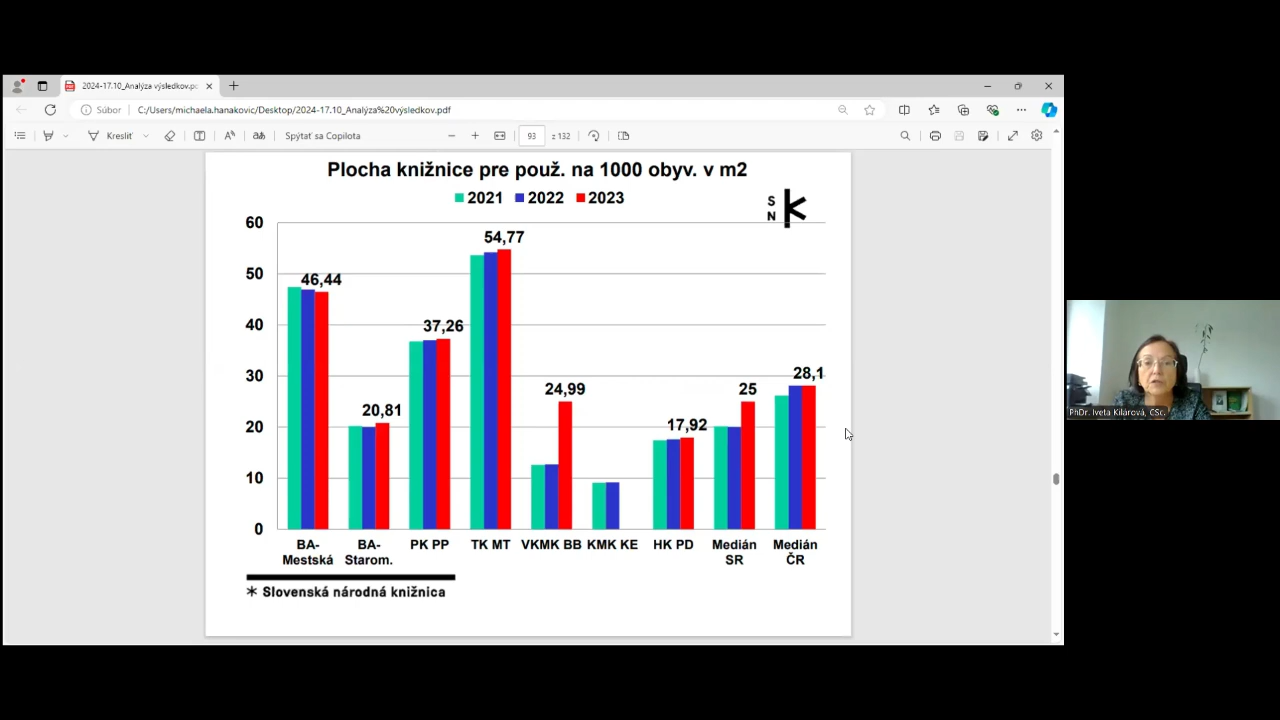 2024-17.10_Analýza výsledkov.pc
Súbor
C:/Users/michaela.hanakovic/Desktop/2024-17.10_Analýza%20výsledkov.pdf
Kresliť
Spýtať sa Copilota
93 z 132
Plocha knižnice pre použ. na 1000 obyv. v m2
2021 2022 2023
S
N
60
50
40
30
20
10
0
46,44
20,81
37,26
54,77
24,99
17,92
25
28,1
BA-Mestská
BA-Starom.
PK PP
TK MT
VKMK BB
KMK KE
HK PD
Medián SR
Medián ČR
* Slovenská národná knižnica
PhDr. Iveta Kilárová, CSc.